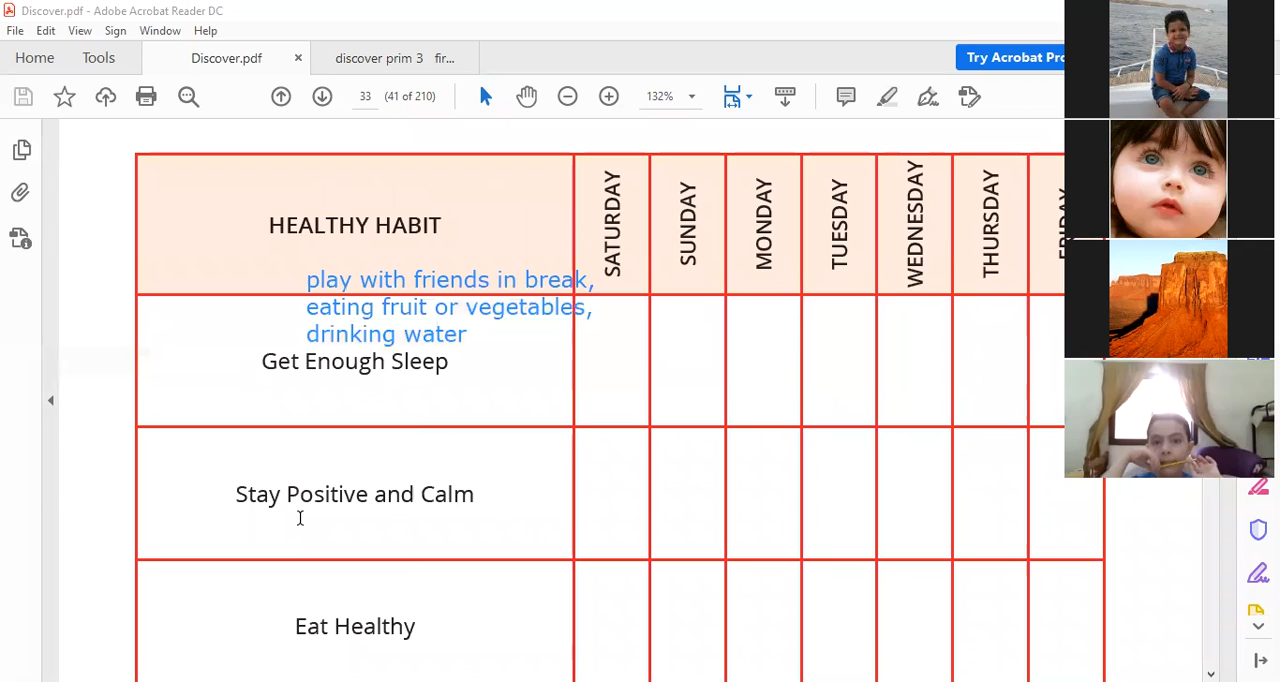 Discover.pdf - Adobe Acrobat Reader DC
File Edit View Sign Window Help
Home Tools Discover.pdf × discover prim 3 fir... Try Acrobat Pro
33 (41 of 210) 132%
HEALTHY HABIT SATURDAY SUNDAY MONDAY TUESDAY WEDNESDAY THURSDAY
play with friends in break,
eating fruit or vegetables,
drinking water
Get Enough Sleep
Stay Positive and Calm
Eat Healthy